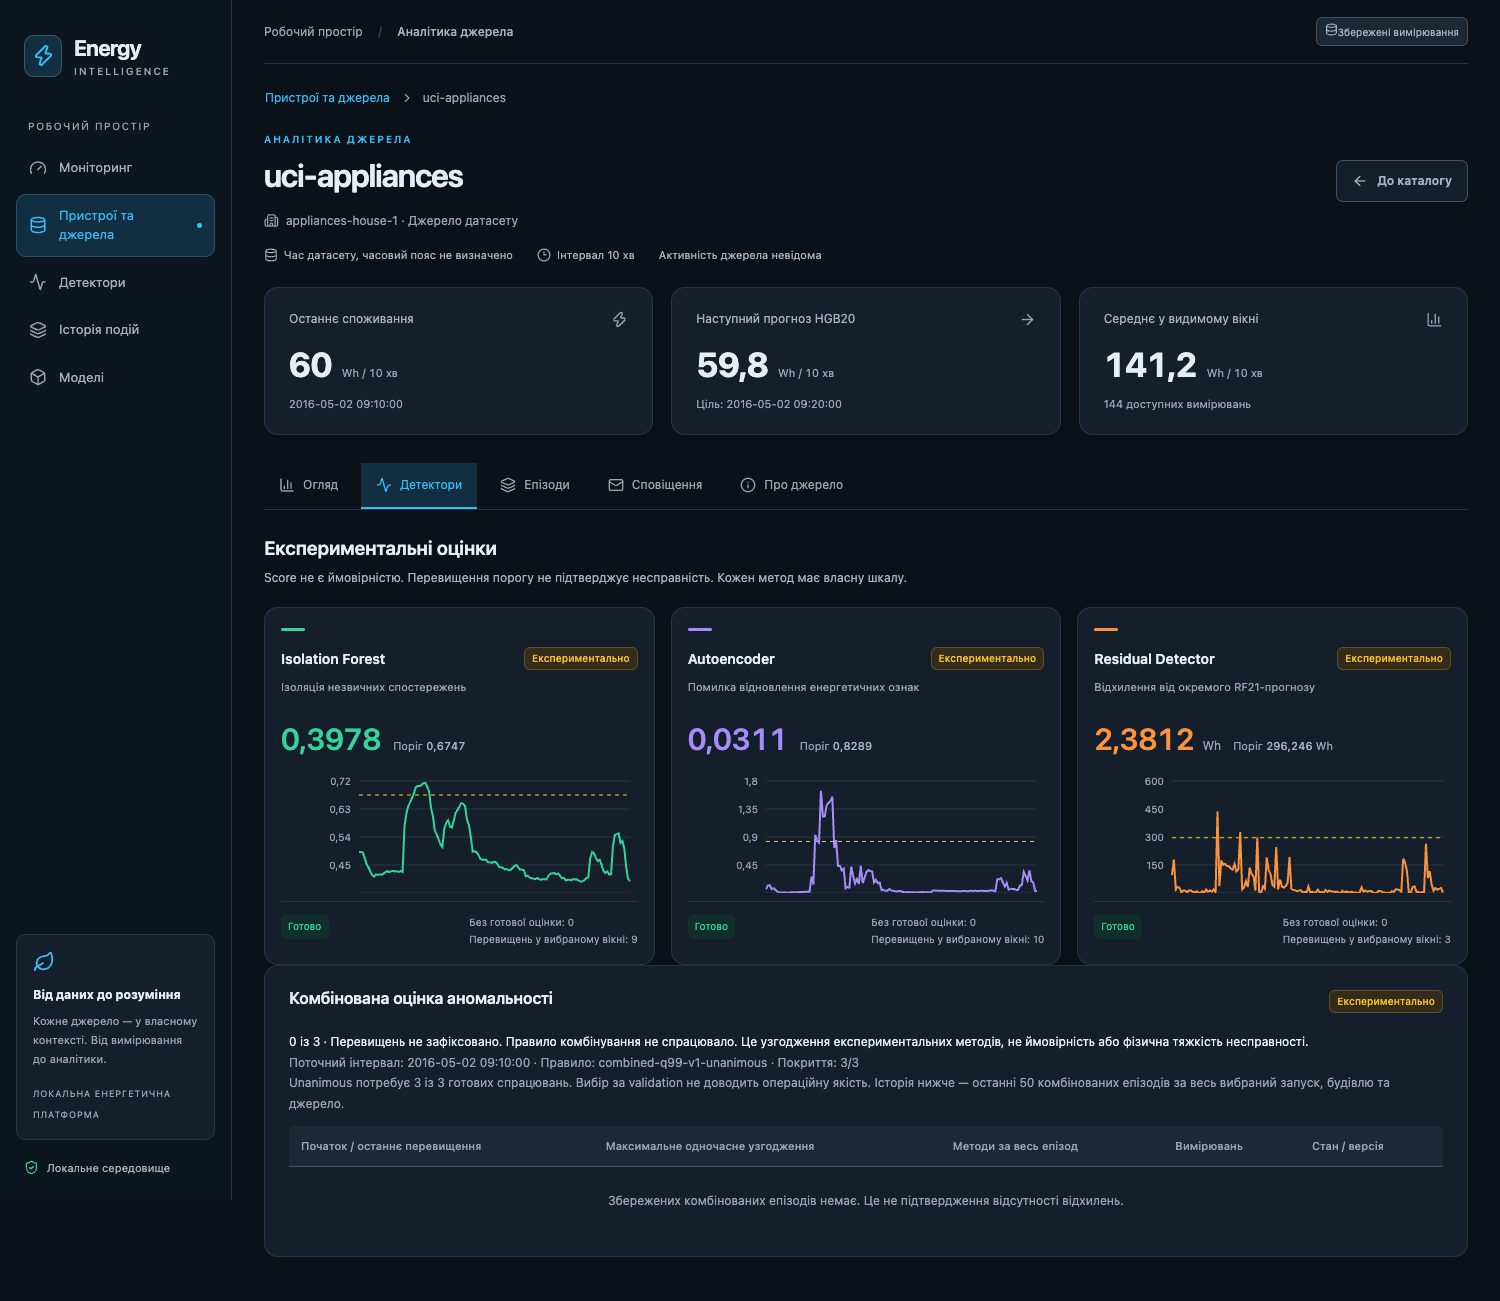 Energy
INTELLIGENCE
РОБОЧИЙ ПРОСТІР
Моніторинг
Пристрої та
джерела
Детектори
Історія подій
Моделі
Від даних до розуміння
Кожне джерело — у власному
контексті. Від вимірювання
до аналітики.
ЛОКАЛЬНА ЕНЕРГЕТИЧНА
ПЛАТФОРМА
Локальне середовище
Робочий простір / Аналітика джерела
Збережені вимірювання
Пристрої та джерела > uci-appliances
АНАЛІТИКА ДЖЕРЕЛА
uci-appliances
До каталогу
appliances-house-1 · Джерело датасету
Час датасету, часовий пояс не визначено
Інтервал 10 хв
Активність джерела невідома
Останнє споживання
60 Wh / 10 хв
2016-05-02 09:10:00
Наступний прогноз HGB20
59,8 Wh / 10 хв
Ціль: 2016-05-02 09:20:00
Середнє у видимому вікні
141,2 Wh / 10 хв
144 доступних вимірювань
Огляд
Детектори
Епізоди
Сповіщення
Про джерело
Експериментальні оцінки
Score не є ймовірністю. Перевищення порогу не підтверджує несправність. Кожен метод має власну шкалу.
Isolation Forest
Експериментально
Ізоляція незвичних спостережень
0,3978 Поріг 0,6747
0,72
0,63
0,54
0,45
Готово
Без готової оцінки: 0
Перевищень у вибраному вікні: 9
Autoencoder
Експериментально
Помилка відновлення енергетичних ознак
0,0311 Поріг 0,8289
1,8
1,35
0,9
0,45
Готово
Без готової оцінки: 0
Перевищень у вибраному вікні: 10
Residual Detector
Експериментально
Відхилення від окремого RF21-прогнозу
2,3812 Wh Поріг 296,246 Wh
600
450
300
150
Готово
Без готової оцінки: 0
Перевищень у вибраному вікні: 3
Комбінована оцінка аномальності
Експериментально
0 із 3 · Перевищень не зафіксовано. Правило комбінування не спрацювало. Це узгодження експериментальних методів, не ймовірність або фізична тяжкість несправності.
Поточний інтервал: 2016-05-02 09:10:00 · Правило: combined-q99-v1-unanimous · Покриття: 3/3
Unanimous потребує 3 із 3 готових спрацювань. Вибір за validation не доводить операційну якість. Історія нижче — останні 50 комбінованих епізодів за весь вибраний запуск, будівлю та
джерело.
Початок / останнє перевищення Максимальне одночасне узгодження Методи за весь епізод Вимірювань Стан / версія
Збережених комбінованих епізодів немає. Це не підтвердження відсутності відхилень.